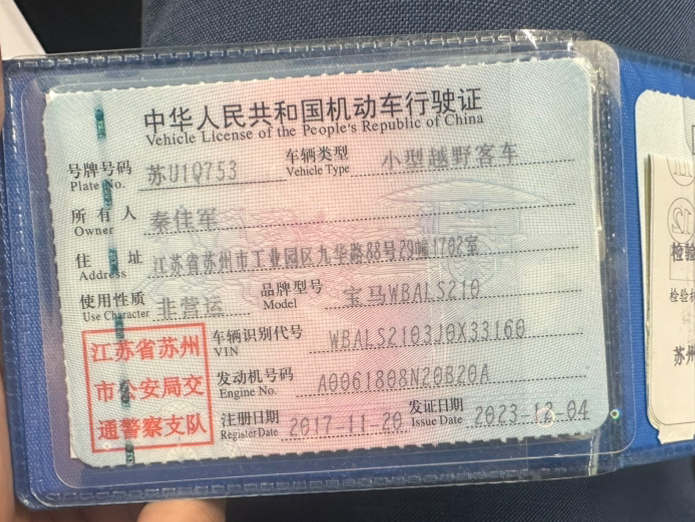 中华人民共和国机动车行驶证
Vehicle License of the People's Republic of China
号牌号码 苏U1Q753 车辆类型 小型越野客车
Plate No. Vehicle Type
所有人 秦佳军
Owner
住址 江苏省苏州市工业园区九华路88号29幢1702室
Address
使用性质 非营运 品牌型号 宝马WBALS210
Use Character Model
江苏省苏州
市公安局交
通警察支队
车辆识别代号 WBALS2103J0X33160
VIN
发动机号码 A0061808N20B20A
Engine No.
注册日期 2017-11-20 发证日期 2023-12-04
Register Date Issue Date
检验
苏州